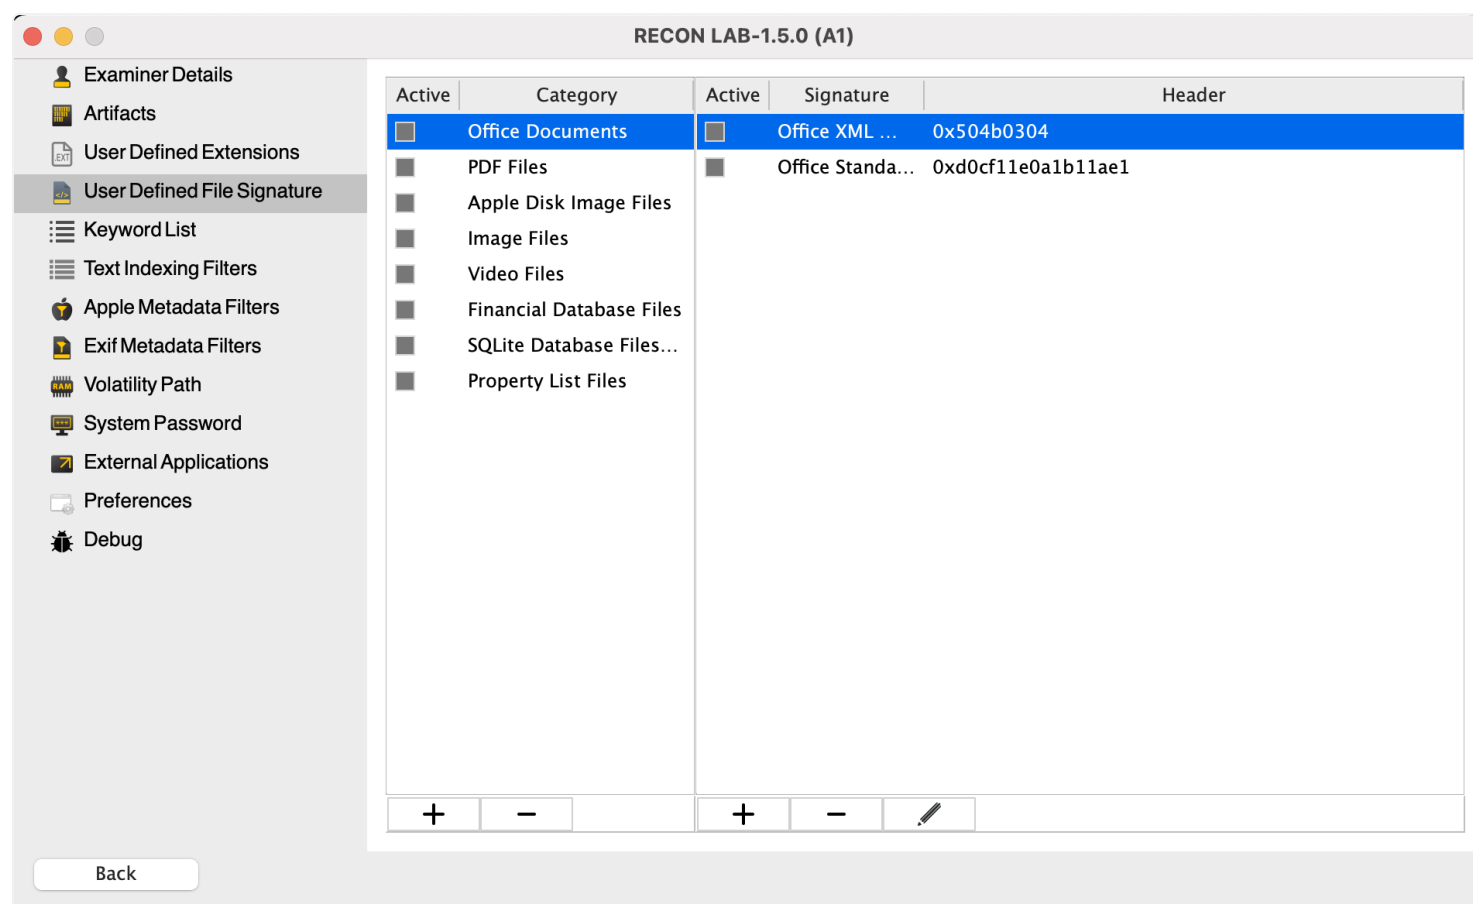 RECON LAB-1.5.0 (A1)
Examiner Details
Artifacts
.EXT User Defined Extensions
</> User Defined File Signature
Keyword List
Text Indexing Filters
Apple Metadata Filters
Exif Metadata Filters
RAM Volatility Path
System Password
External Applications
Preferences
Debug
Active Category
Office Documents
PDF Files
Apple Disk Image Files
Image Files
Video Files
Financial Database Files
SQLite Database Files...
Property List Files
Active Signature Header
Office XML ... 0x504b0304
Office Standa... 0xd0cf11e0a1b11ae1
+ − + −
Back